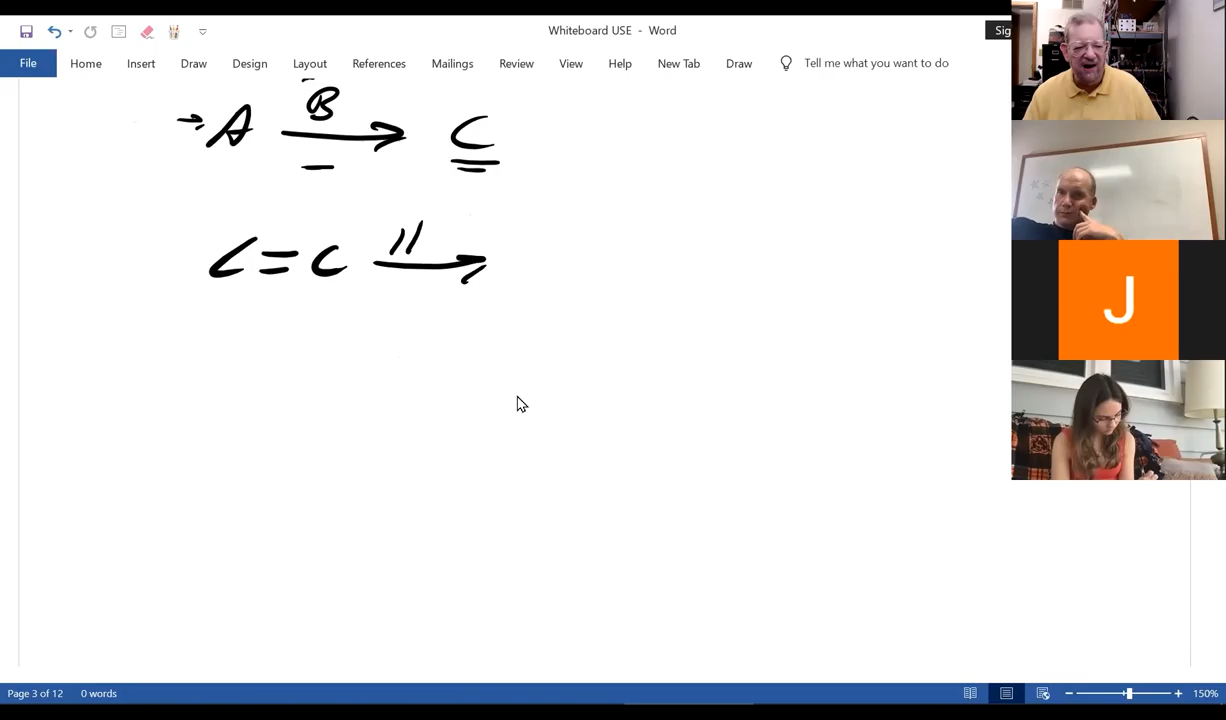 Whiteboard USE - Word
Sig
File Home Insert Draw Design Layout References Mailings Review View Help New Tab Draw Tell me what you want to do
B
A → C
C = C →
J
Page 3 of 12 0 words 150%